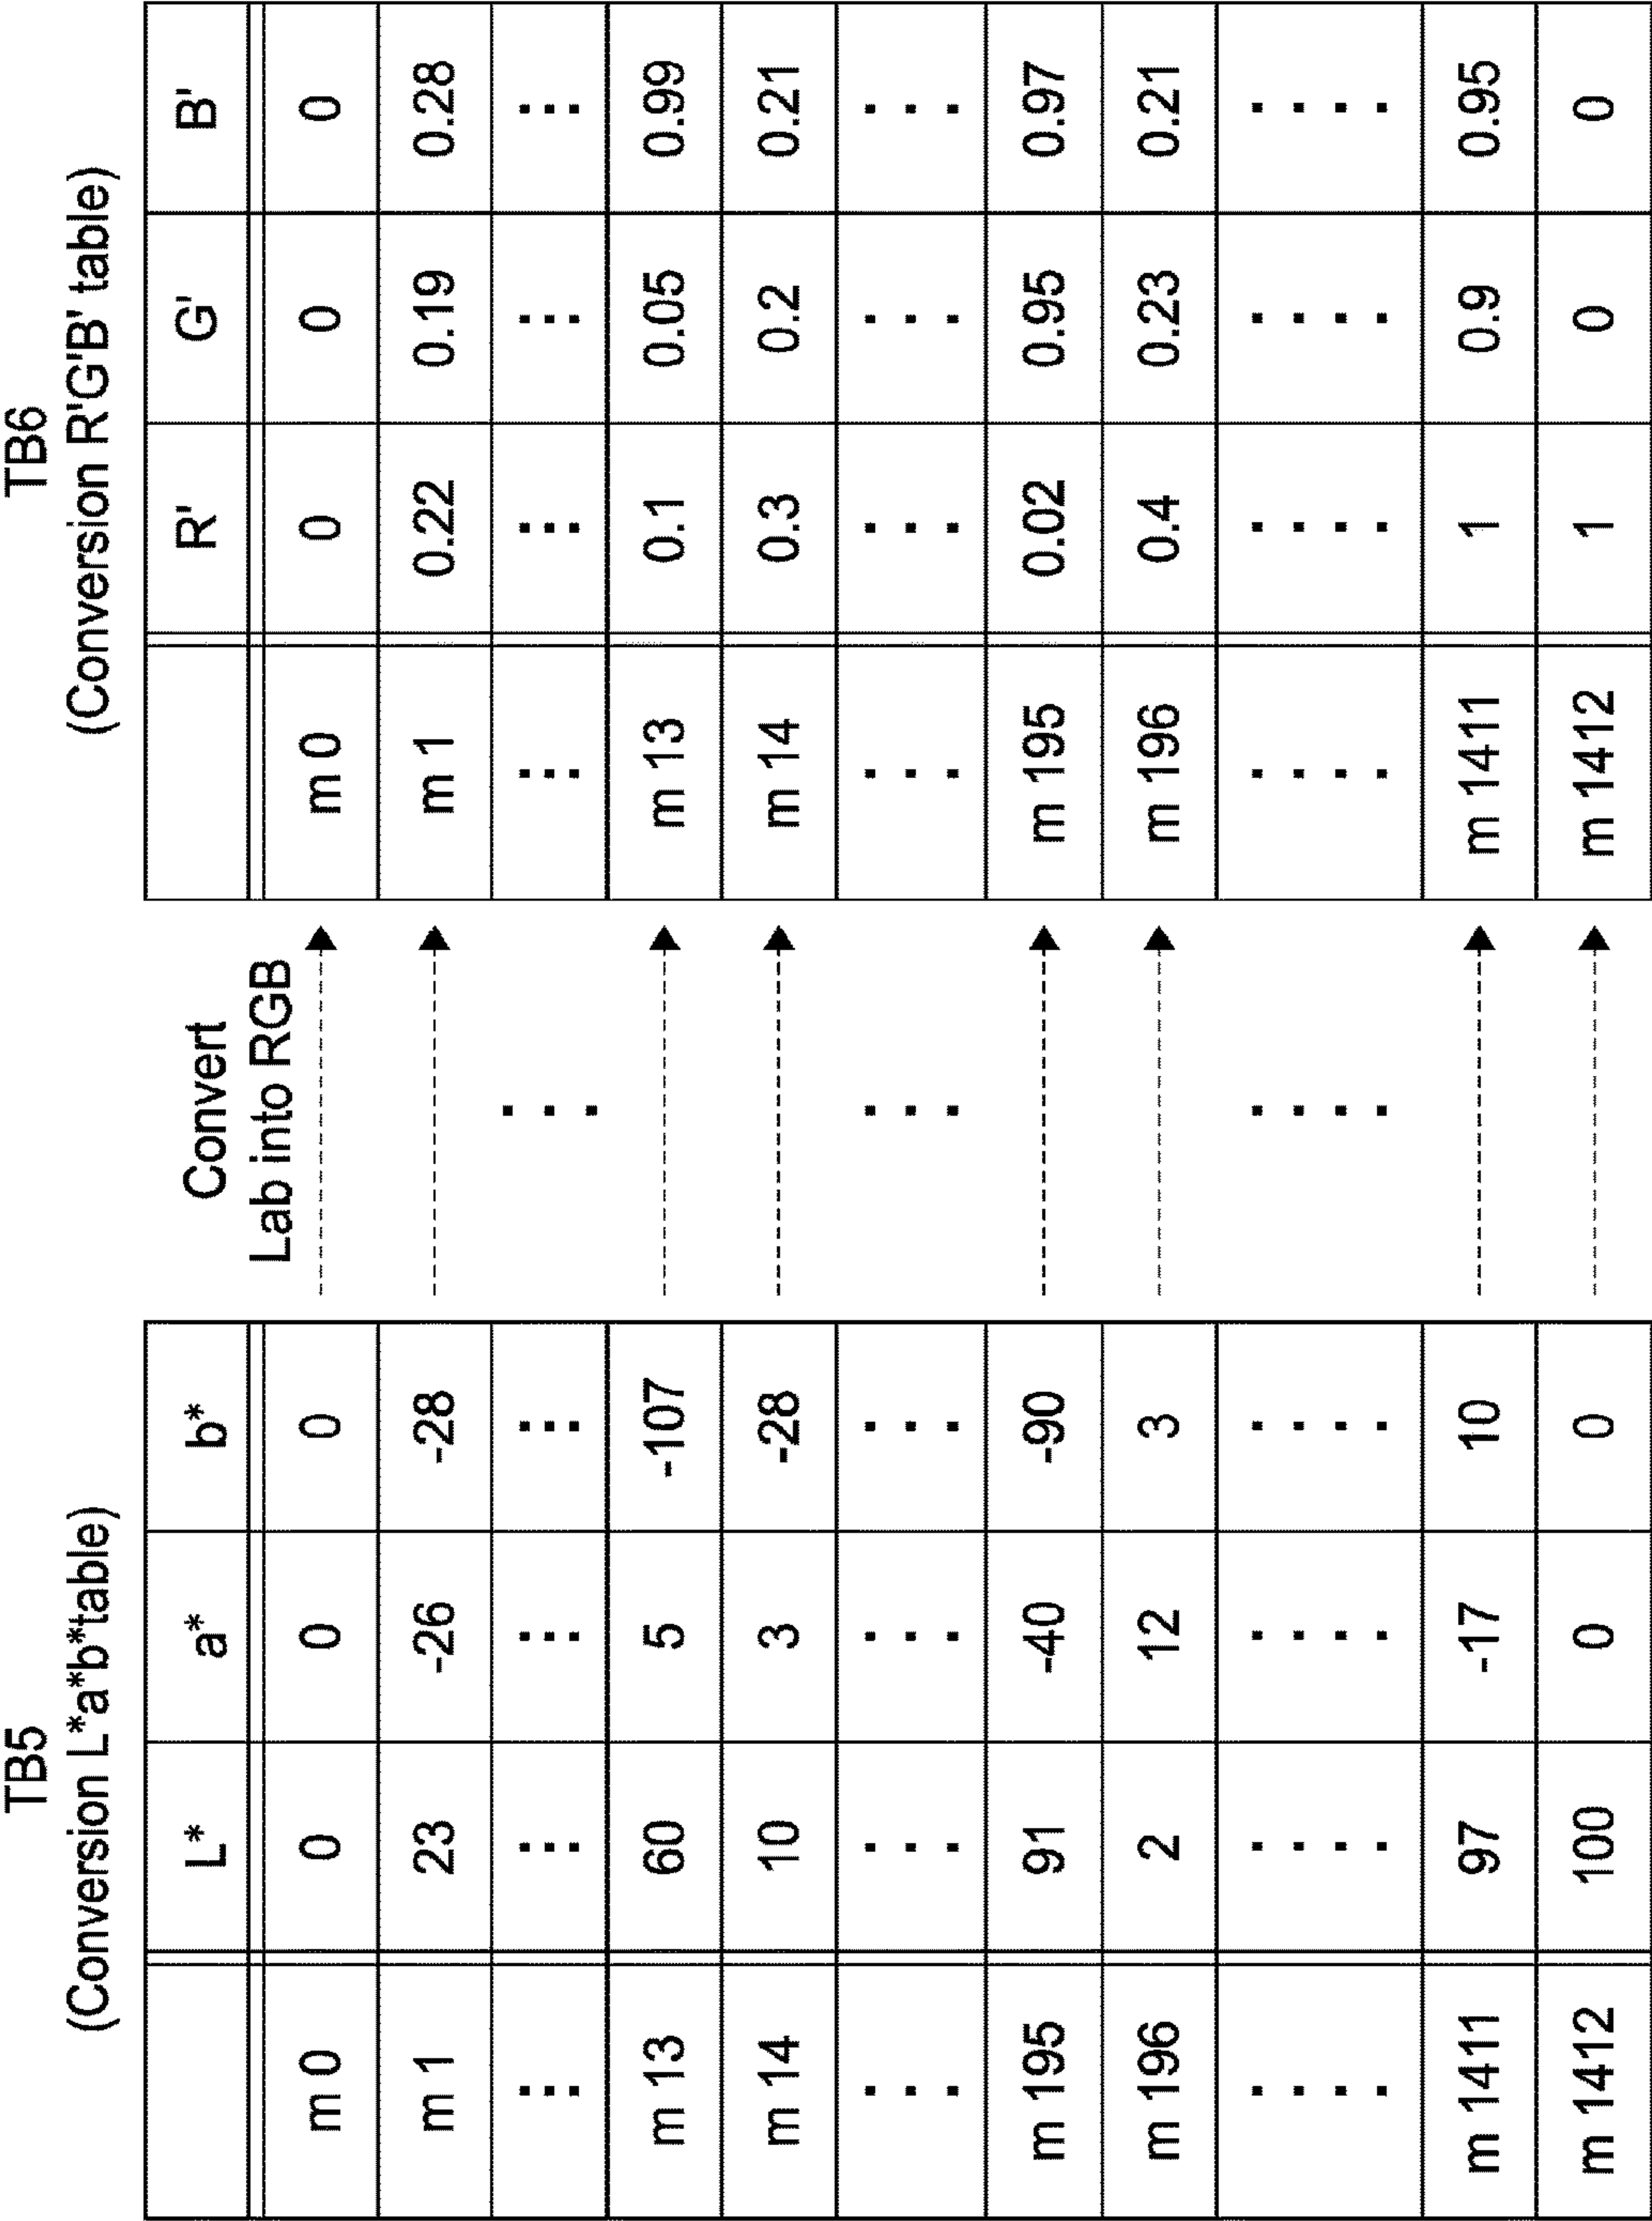 TB5
(Conversion L*a*b*table)
L* a* b*
m 0 0 0 0
m 1 23 -26 -28
m 13 60 5 -107
m 14 10 3 -28
m 195 91 -40 -90
m 196 2 12 3
m 1411 97 -17 10
m 1412 100 0 0
Convert
Lab into RGB
TB6
(Conversion R'G'B' table)
R' G' B'
m 0 0 0 0
m 1 0.22 0.19 0.28
m 13 0.1 0.05 0.99
m 14 0.3 0.2 0.21
m 195 0.02 0.95 0.97
m 196 0.4 0.23 0.21
m 1411 1 0.9 0.95
m 1412 1 0 0